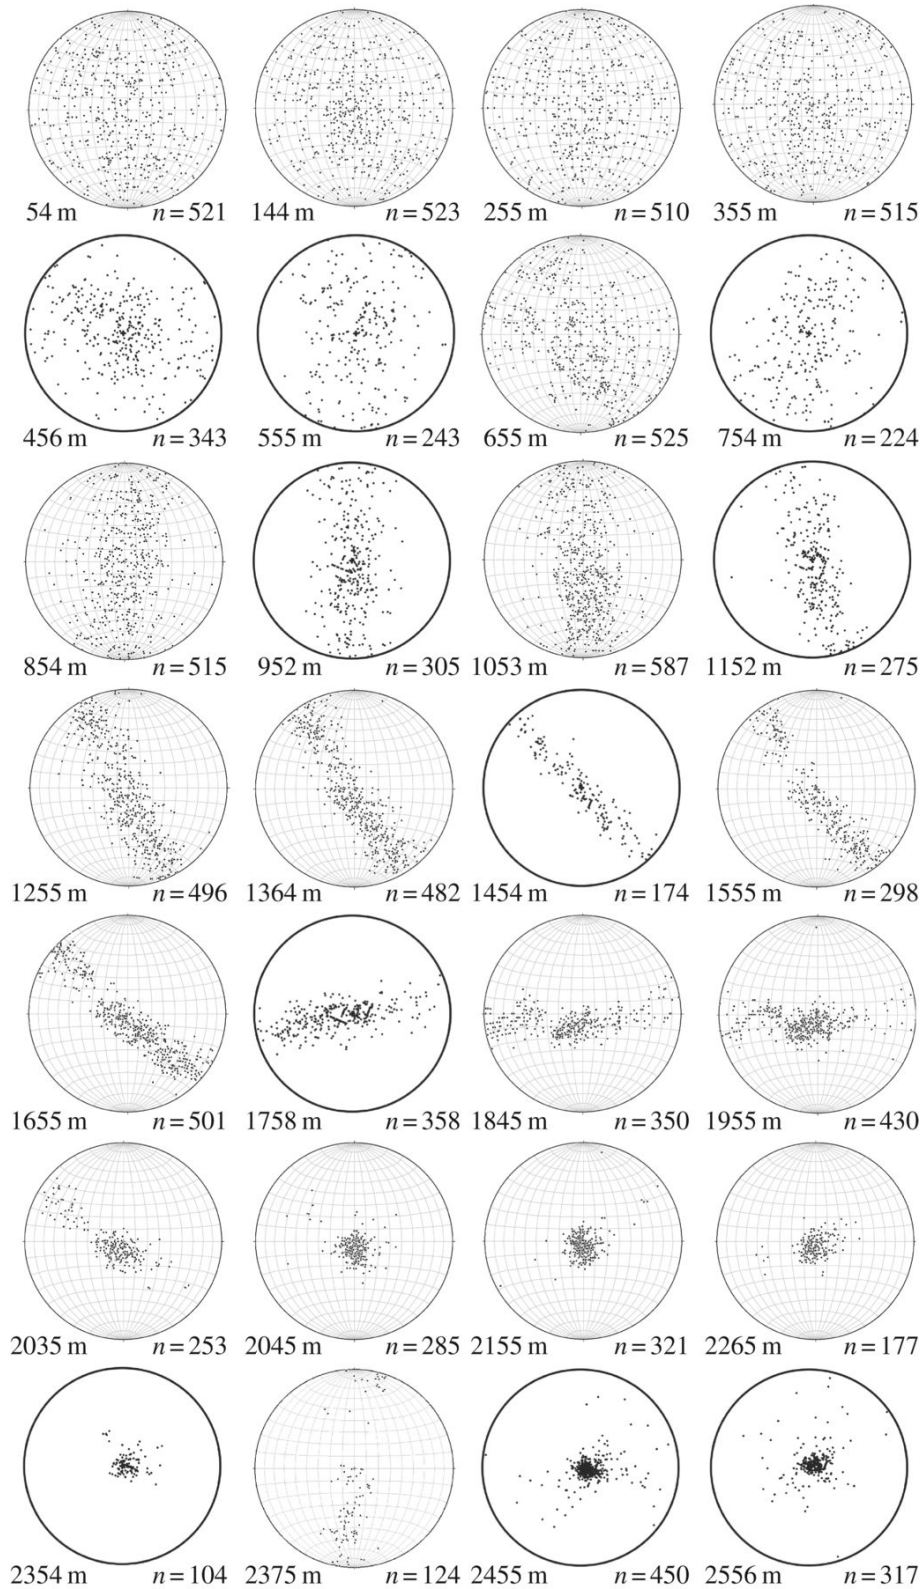 54 m n = 521 144 m n = 523 255 m n = 510 355 m n = 515
456 m n = 343 555 m n = 243 655 m n = 525 754 m n = 224
854 m n = 515 952 m n = 305 1053 m n = 587 1152 m n = 275
1255 m n = 496 1364 m n = 482 1454 m n = 174 1555 m n = 298
1655 m n = 501 1758 m n = 358 1845 m n = 350 1955 m n = 430
2035 m n = 253 2045 m n = 285 2155 m n = 321 2265 m n = 177
2354 m n = 104 2375 m n = 124 2455 m n = 450 2556 m n = 317